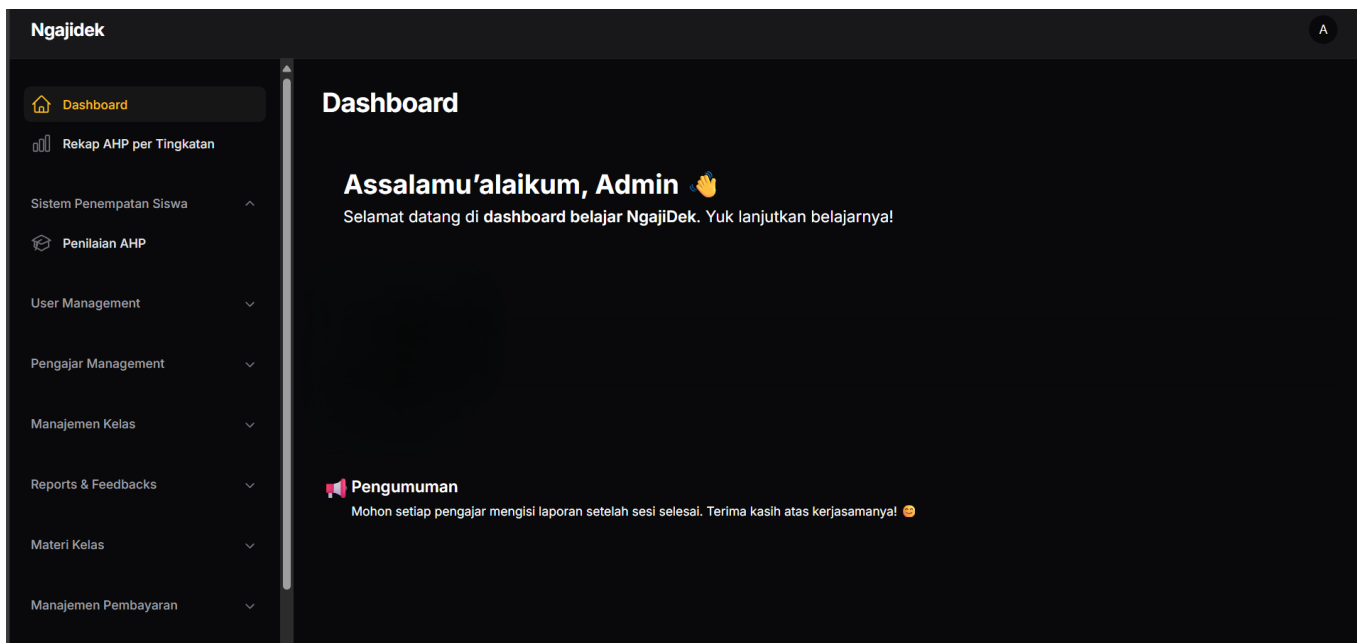 Ngajidek
A
Dashboard
Rekap AHP per Tingkatan
Sistem Penempatan Siswa
Penilaian AHP
User Management
Pengajar Management
Manajemen Kelas
Reports & Feedbacks
Materi Kelas
Manajemen Pembayaran
Dashboard
Assalamu’alaikum, Admin 👋
Selamat datang di dashboard belajar NgajiDek. Yuk lanjutkan belajarnya!
📢 Pengumuman
Mohon setiap pengajar mengisi laporan setelah sesi selesai. Terima kasih atas kerjasamanya! 😊